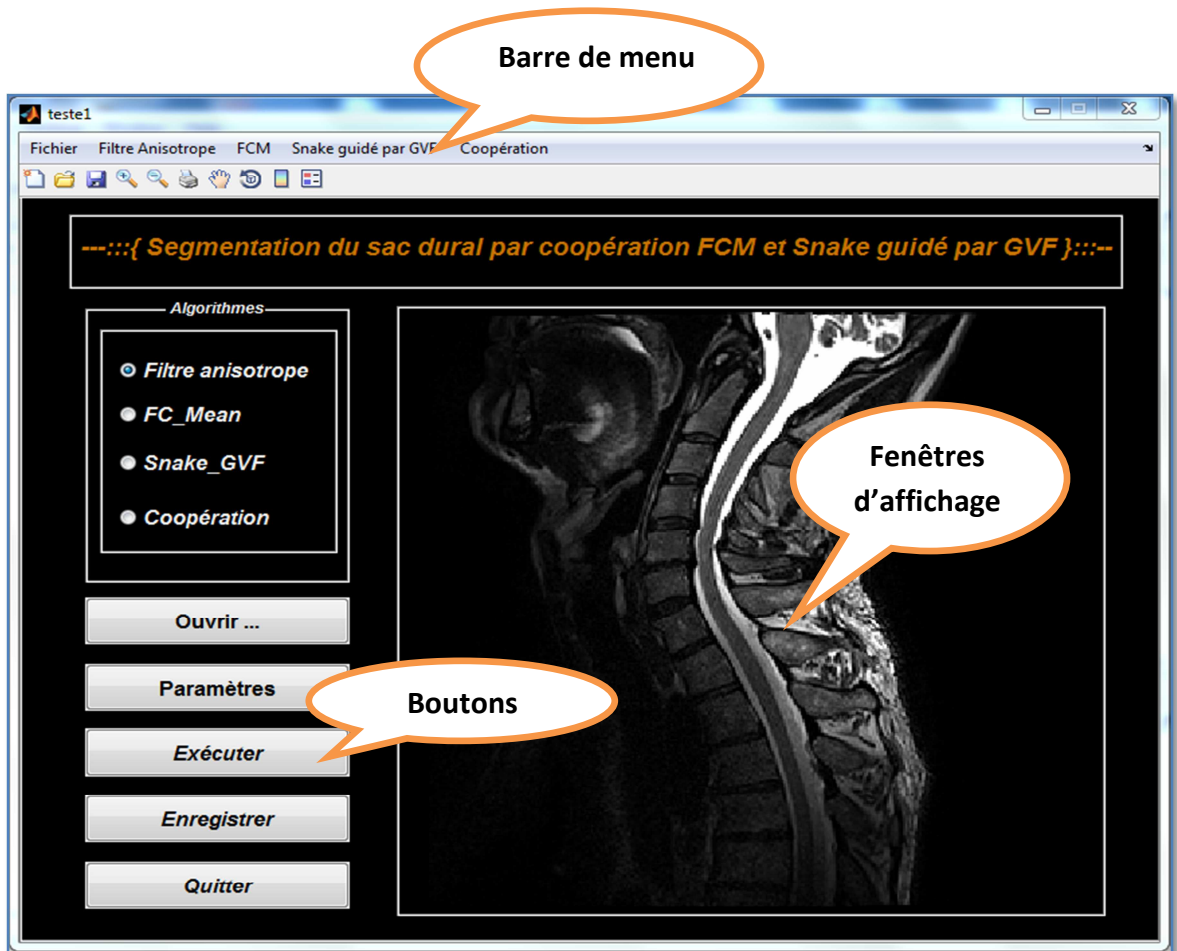 Barre de menu
teste1
Fichier Filtre Anisotrope FCM Snake guidé par GVF Coopération
---:::{ Segmentation du sac dural par coopération FCM et Snake guidé par GVF }:::--
Algorithmes
Filtre anisotrope
FC_Mean
Snake_GVF
Coopération
Fenêtres
d’affichage
Ouvrir ...
Paramètres
Boutons
Exécuter
Enregistrer
Quitter